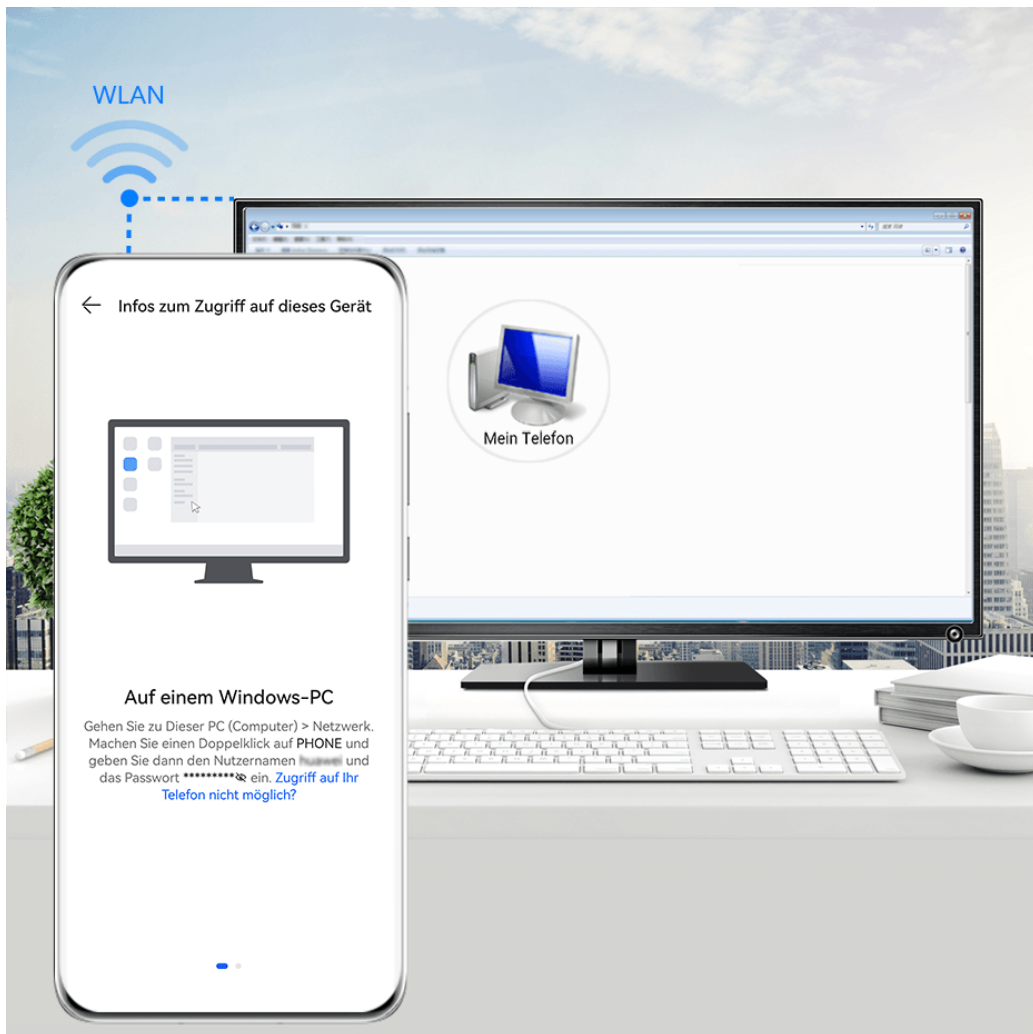 WLAN
Infos zum Zugriff auf dieses Gerät
Mein Telefon
Auf einem Windows-PC
Gehen Sie zu Dieser PC (Computer) > Netzwerk.
Machen Sie einen Doppelklick auf PHONE und
geben Sie dann den Nutzernamen huawei und
das Passwort ********* ein. Zugriff auf Ihr
Telefon nicht möglich?